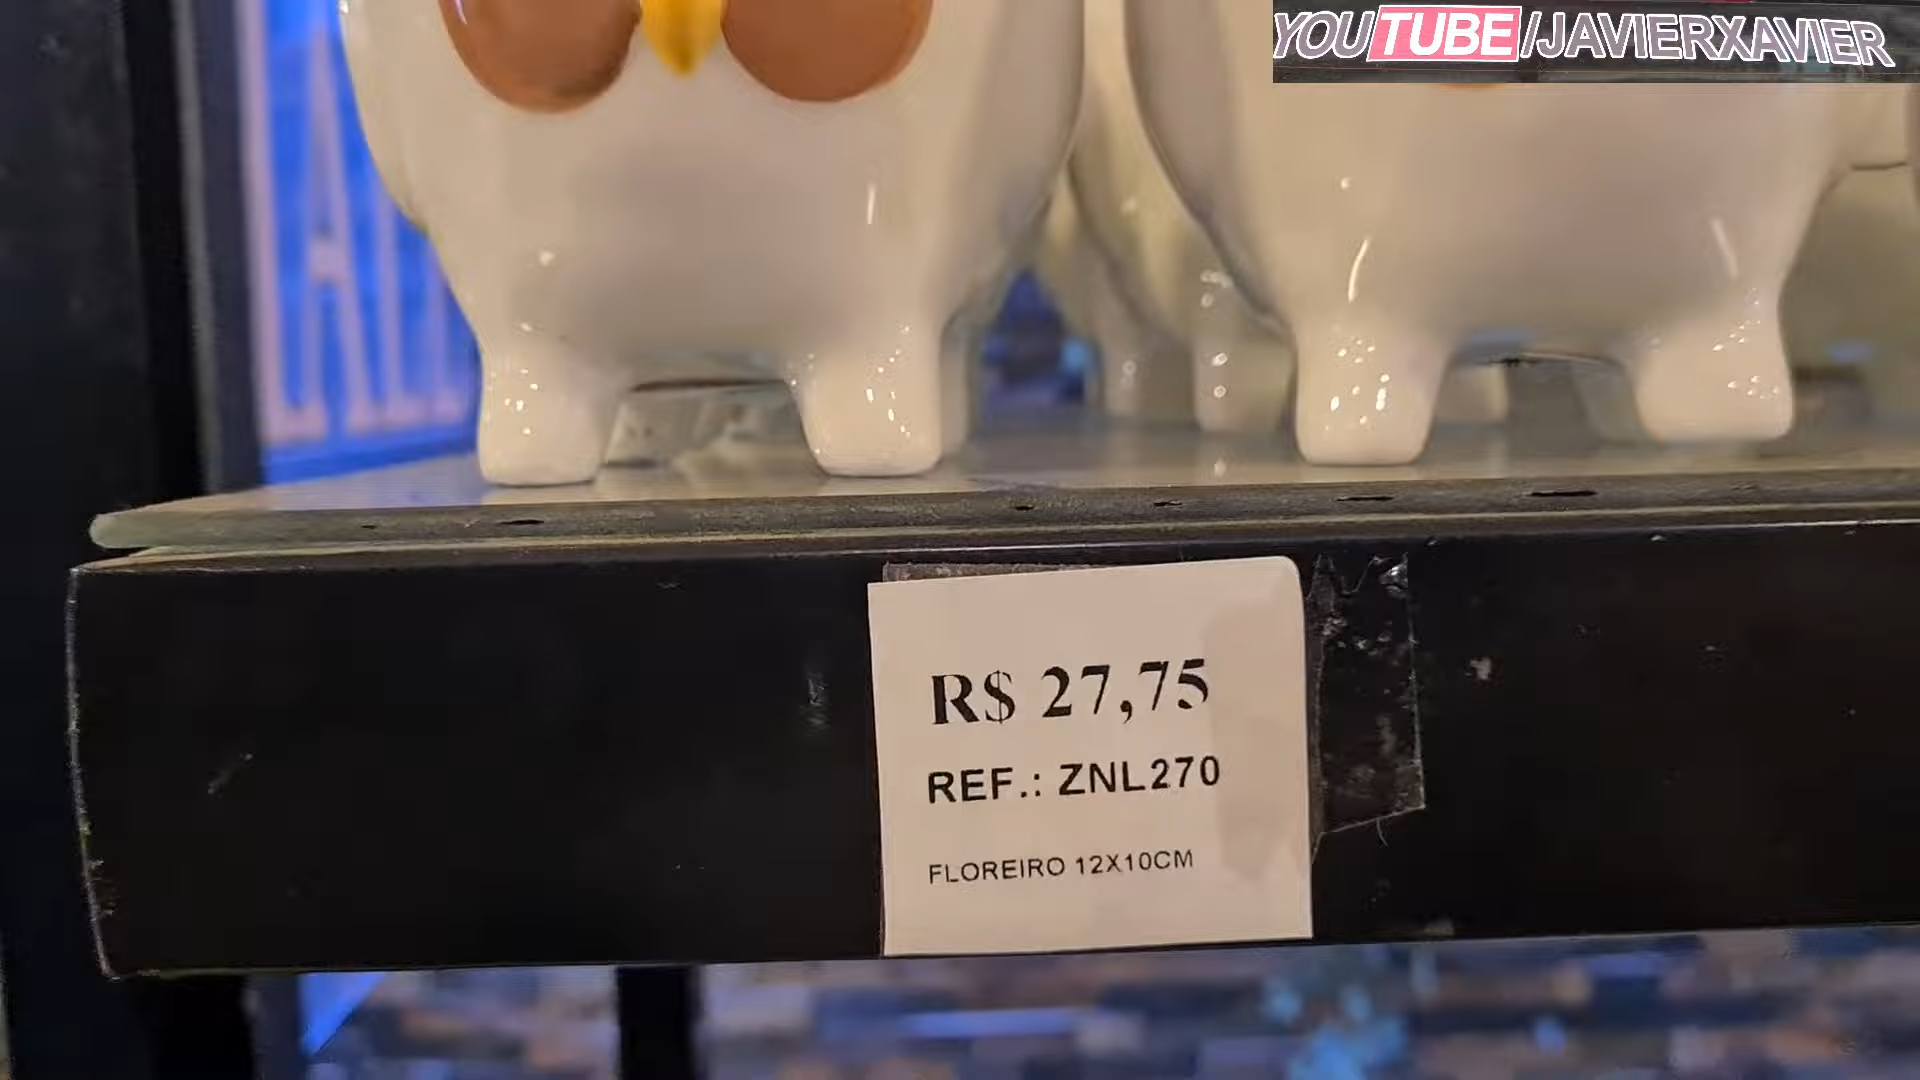 YOUTUBE/JAVIERXAVIER
R$ 27,75
REF.: ZNL270
FLOREIRO 12X10CM